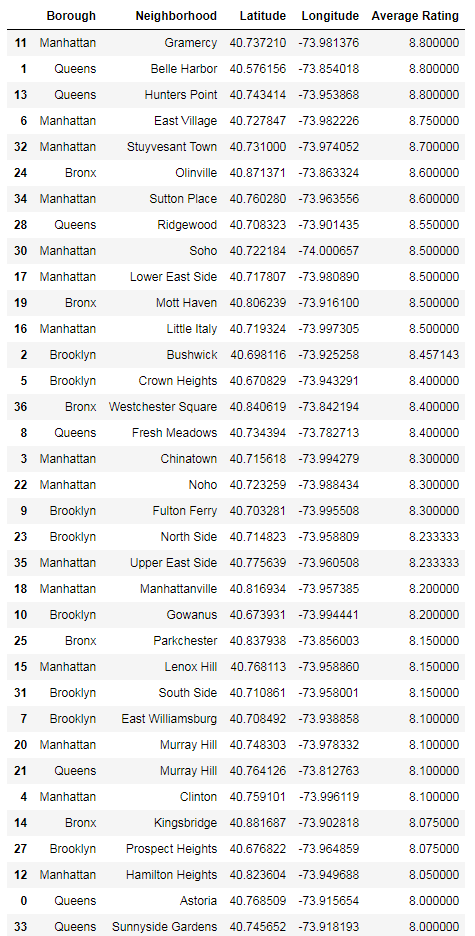 Borough Neighborhood Latitude Longitude Average Rating
11 Manhattan Gramercy 40.737210 -73.981376 8.800000
1 Queens Belle Harbor 40.576156 -73.854018 8.800000
13 Queens Hunters Point 40.743414 -73.953868 8.800000
6 Manhattan East Village 40.727847 -73.982226 8.750000
32 Manhattan Stuyvesant Town 40.731000 -73.974052 8.700000
24 Bronx Olinville 40.871371 -73.863324 8.600000
34 Manhattan Sutton Place 40.760280 -73.963556 8.600000
28 Queens Ridgewood 40.708323 -73.901435 8.550000
30 Manhattan Soho 40.722184 -74.000657 8.500000
17 Manhattan Lower East Side 40.717807 -73.980890 8.500000
19 Bronx Mott Haven 40.806239 -73.916100 8.500000
16 Manhattan Little Italy 40.719324 -73.997305 8.500000
2 Brooklyn Bushwick 40.698116 -73.925258 8.457143
5 Brooklyn Crown Heights 40.670829 -73.943291 8.400000
36 Bronx Westchester Square 40.840619 -73.842194 8.400000
8 Queens Fresh Meadows 40.734394 -73.782713 8.400000
3 Manhattan Chinatown 40.715618 -73.994279 8.300000
22 Manhattan Noho 40.723259 -73.988434 8.300000
9 Brooklyn Fulton Ferry 40.703281 -73.995508 8.300000
23 Brooklyn North Side 40.714823 -73.958809 8.233333
35 Manhattan Upper East Side 40.775639 -73.960508 8.233333
18 Manhattan Manhattanville 40.816934 -73.957385 8.200000
10 Brooklyn Gowanus 40.673931 -73.994441 8.200000
25 Bronx Parkchester 40.837938 -73.856003 8.150000
15 Manhattan Lenox Hill 40.768113 -73.958860 8.150000
31 Brooklyn South Side 40.710861 -73.958001 8.150000
7 Brooklyn East Williamsburg 40.708492 -73.938858 8.100000
20 Manhattan Murray Hill 40.748303 -73.978332 8.100000
21 Queens Murray Hill 40.764126 -73.812763 8.100000
4 Manhattan Clinton 40.759101 -73.996119 8.100000
14 Bronx Kingsbridge 40.881687 -73.902818 8.075000
27 Brooklyn Prospect Heights 40.676822 -73.964859 8.075000
12 Manhattan Hamilton Heights 40.823604 -73.949688 8.050000
0 Queens Astoria 40.768509 -73.915654 8.000000
33 Queens Sunnyside Gardens 40.745652 -73.918193 8.000000